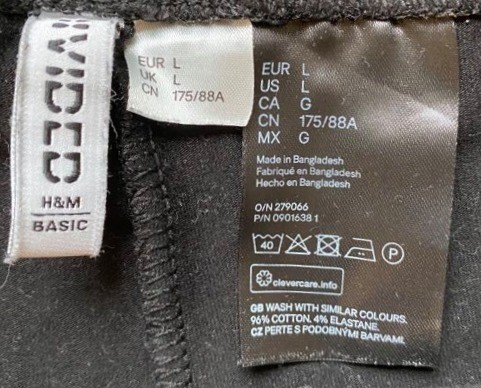 DIVIDED
H&M
BASIC
EUR L
UK L
CN 175/88A
EUR L
US L
CA G
CN 175/88A
MX G
Made in Bangladesh
Fabriqué en Bangladesh
Hecho en Bangladesh
O/N 279066
P/N 0901638 1
40
P
clevercare.info
GB WASH WITH SIMILAR COLOURS.
96% COTTON, 4% ELASTANE.
CZ PERTE S PODOBNÝMI BARVAMI.